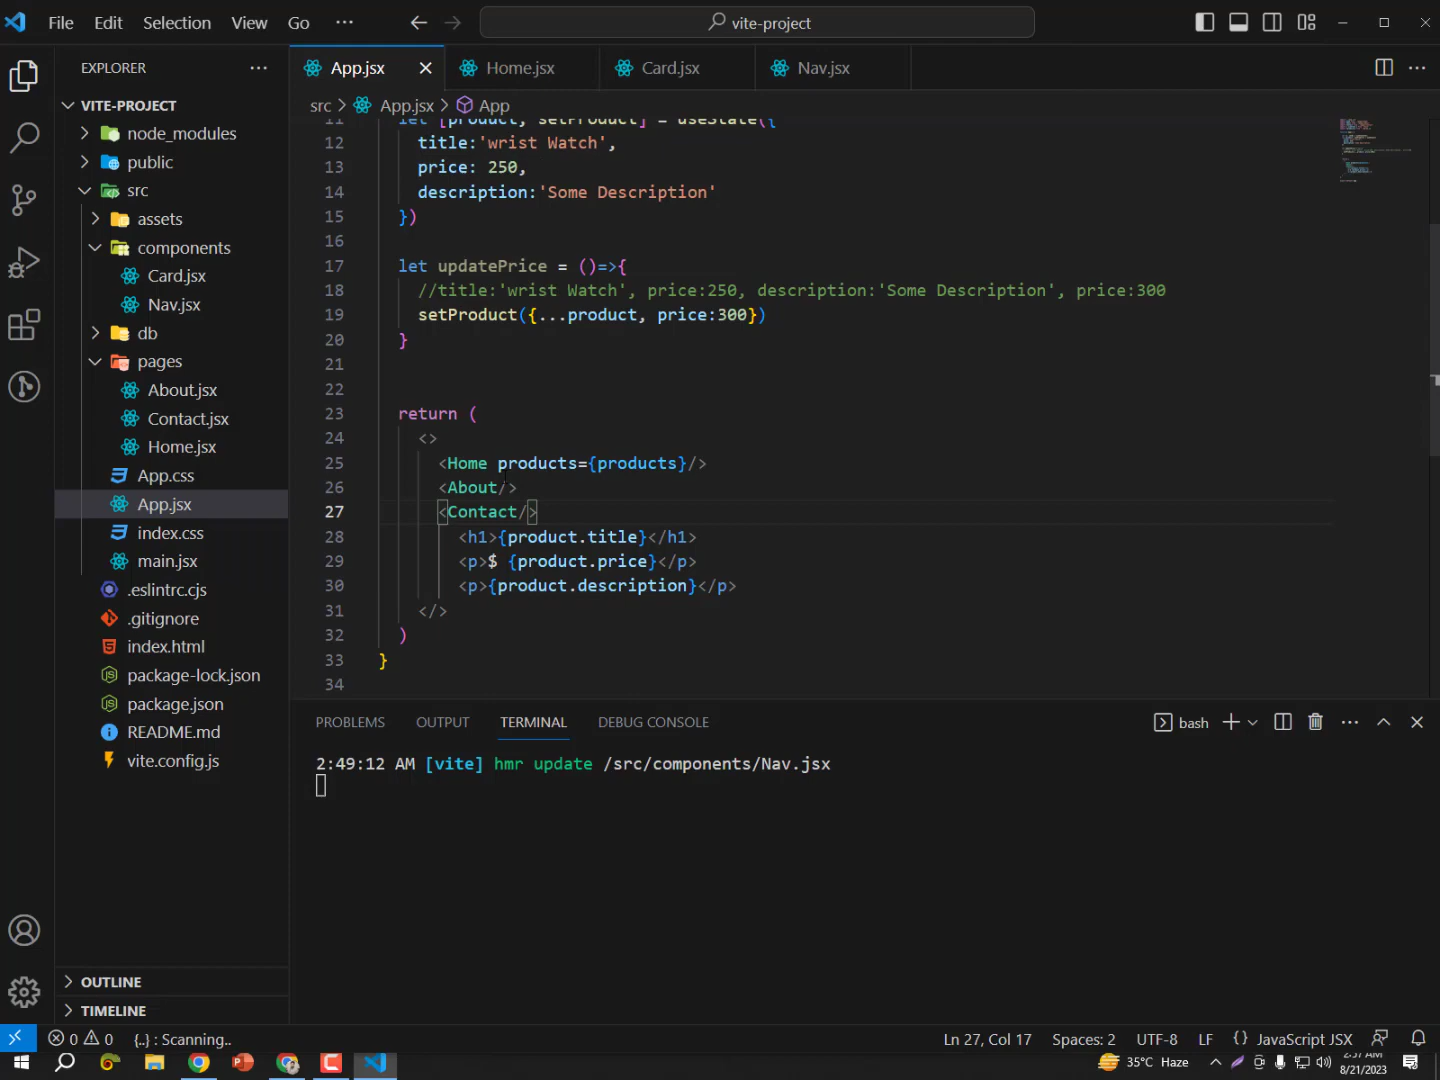 File Edit Selection View Go ··· vite-project
EXPLORER ···
VITE-PROJECT
node_modules
public
src
assets
components
Card.jsx
Nav.jsx
db
pages
About.jsx
Contact.jsx
Home.jsx
App.css
App.jsx
index.css
main.jsx
.eslintrc.cjs
.gitignore
index.html
package-lock.json
package.json
README.md
vite.config.js
OUTLINE
TIMELINE
App.jsx Home.jsx Card.jsx Nav.jsx
src > App.jsx > App
11 let [product, setProduct] = useState({
12 title:'wrist Watch',
13 price: 250,
14 description:'Some Description'
15 })
16
17 let updatePrice = ()=>{
18 //title:'wrist Watch', price:250, description:'Some Description', price:300
19 setProduct({...product, price:300})
20 }
21
22
23 return (
24 <>
25 <Home products={products}/>
26 <About/>
27 <Contact/>
28 <h1>{product.title}</h1>
29 <p>$ {product.price}</p>
30 <p>{product.description}</p>
31 </>
32 )
33 }
34
PROBLEMS OUTPUT TERMINAL DEBUG CONSOLE bash
2:49:12 AM [vite] hmr update /src/components/Nav.jsx
0 0 {..} : Scanning.. Ln 27, Col 17 Spaces: 2 UTF-8 LF {} JavaScript JSX
35°C Haze 2:57 AM
8/21/2023